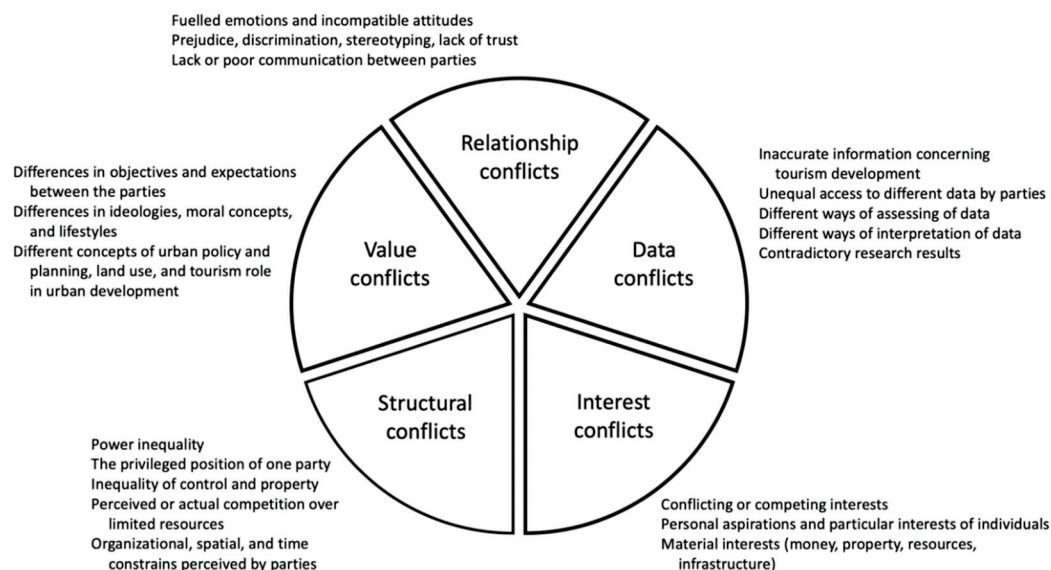 Fuelled emotions and incompatible attitudes
Prejudice, discrimination, stereotyping, lack of trust
Lack or poor communication between parties
Relationship
conflicts
Inaccurate information concerning
tourism development
Unequal access to different data by parties
Different ways of assessing of data
Different ways of interpretation of data
Contradictory research results
Data
conflicts
Differences in objectives and expectations
between the parties
Differences in ideologies, moral concepts,
and lifestyles
Different concepts of urban policy and
planning, land use, and tourism role
in urban development
Value
conflicts
Structural
conflicts
Power inequality
The privileged position of one party
Inequality of control and property
Perceived or actual competition over
limited resources
Organizational, spatial, and time
constrains perceived by parties
Interest
conflicts
Conflicting or competing interests
Personal aspirations and particular interests of individuals
Material interests (money, property, resources,
infrastructure)